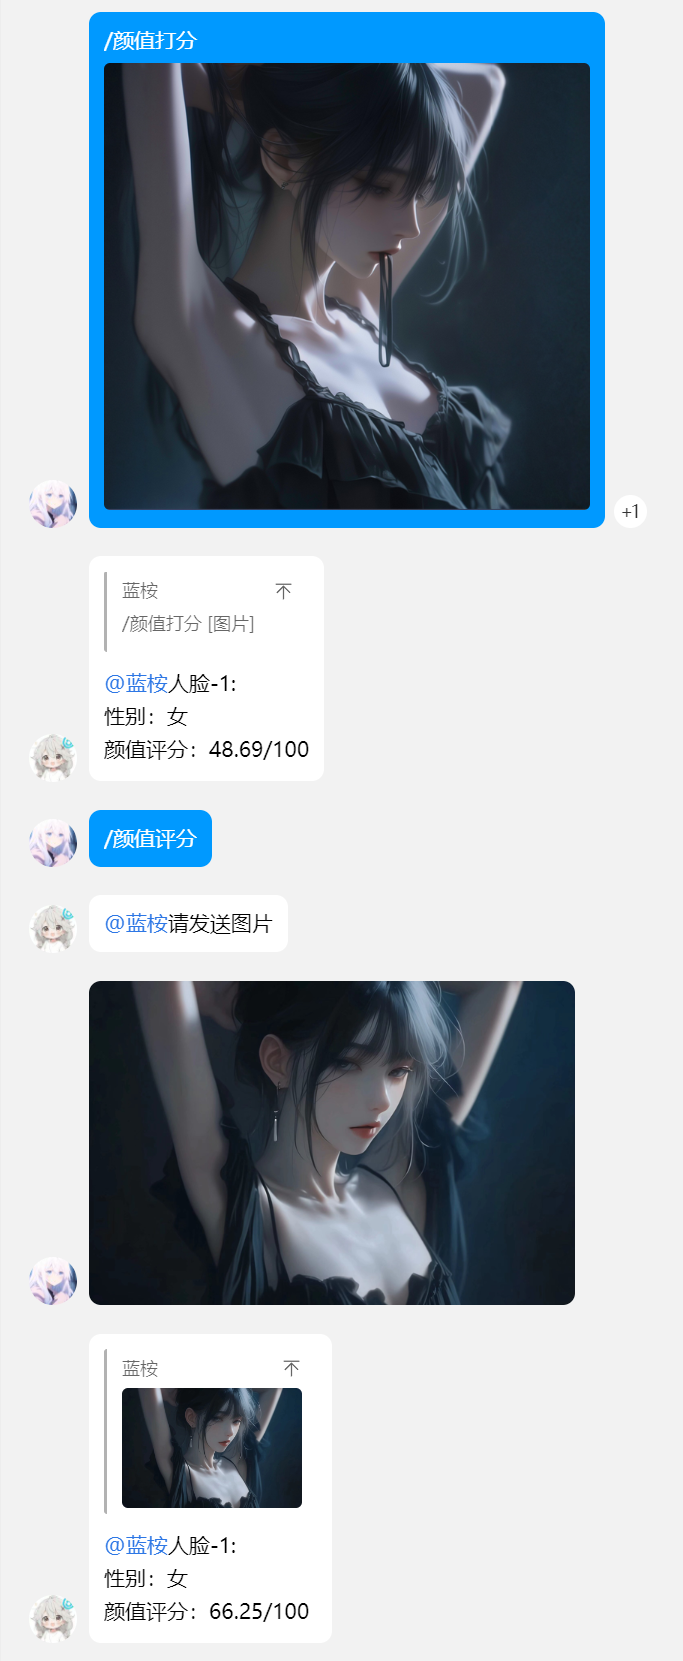 /颜值打分
+1
蓝桉
/颜值打分 [图片]
@蓝桉人脸-1:
性别：女
颜值评分：48.69/100
/颜值评分
@蓝桉请发送图片
蓝桉
@蓝桉人脸-1:
性别：女
颜值评分：66.25/100